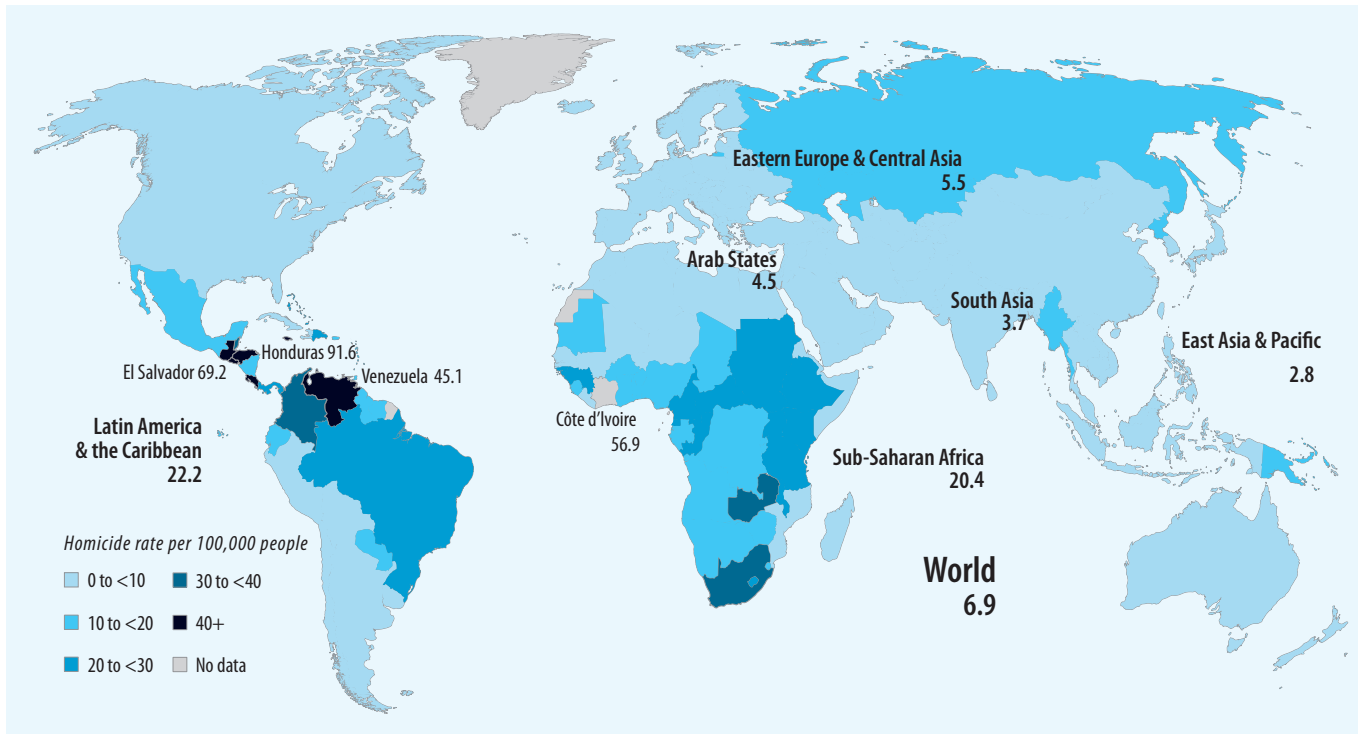 Eastern Europe & Central Asia
5.5
Arab States
4.5
South Asia
3.7
East Asia & Pacific
2.8
Honduras 91.6
El Salvador 69.2
Venezuela 45.1
Côte d’Ivoire
56.9
Latin America
& the Caribbean
22.2
Sub-Saharan Africa
20.4
World
6.9
Homicide rate per 100,000 people
0 to <10
10 to <20
20 to <30
30 to <40
40+
No data